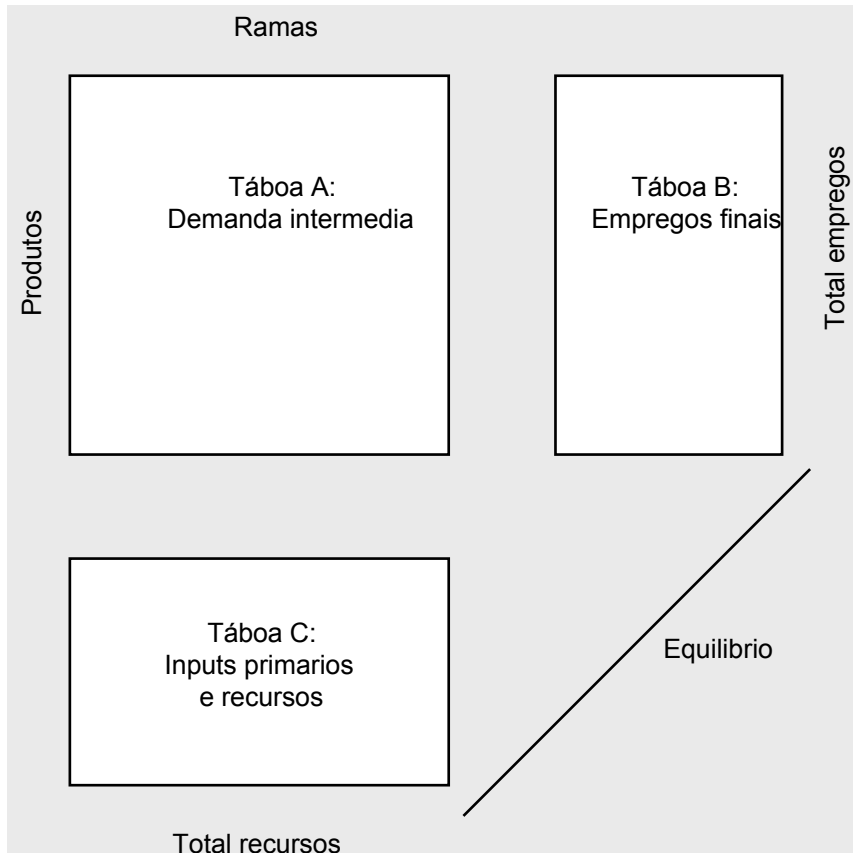 Ramas
Produtos
Táboa A:
Demanda intermedia
Táboa B:
Empregos finais
Total empregos
Táboa C:
Inputs primarios
e recursos
Equilibrio
Total recursos